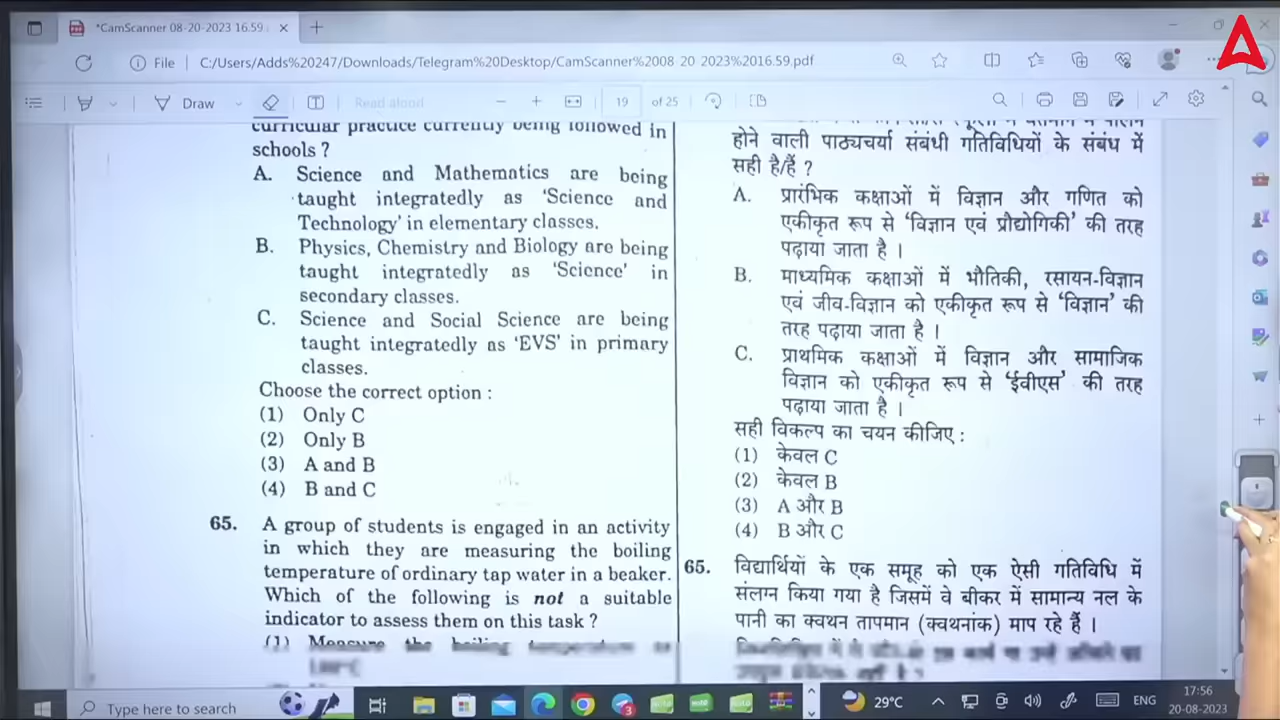 *CamScanner 08-20-2023 16.59
File C:/Users/Adds%20247/Downloads/Telegram%20Desktop/CamScanner%2008 20 2023%2016.59.pdf
Draw
Read aloud
19 of 25
curricular practice currently being followed in
schools ?
A. Science and Mathematics are being
taught integratedly as 'Science and
Technology' in elementary classes.
B. Physics, Chemistry and Biology are being
taught integratedly as 'Science' in
secondary classes.
C. Science and Social Science are being
taught integratedly as 'EVS' in primary
classes.
Choose the correct option :
(1) Only C
(2) Only B
(3) A and B
(4) B and C
65. A group of students is engaged in an activity
in which they are measuring the boiling
temperature of ordinary tap water in a beaker.
Which of the following is not a suitable
indicator to assess them on this task ?
(1) Measure the boiling temperature
होने वाली पाठ्यचर्या संबंधी गतिविधियों के संबंध में
सही है/हैं ?
A. प्रारंभिक कक्षाओं में विज्ञान और गणित को
एकीकृत रूप से 'विज्ञान एवं प्रौद्योगिकी' की तरह
पढ़ाया जाता है ।
B. माध्यमिक कक्षाओं में भौतिकी, रसायन-विज्ञान
एवं जीव-विज्ञान को एकीकृत रूप से 'विज्ञान' की
तरह पढ़ाया जाता है ।
C. प्राथमिक कक्षाओं में विज्ञान और सामाजिक
विज्ञान को एकीकृत रूप से 'ईवीएस' की तरह
पढ़ाया जाता है ।
सही विकल्प का चयन कीजिए :
(1) केवल C
(2) केवल B
(3) A और B
(4) B और C
65. विद्यार्थियों के एक समूह को एक ऐसी गतिविधि में
संलग्न किया गया है जिसमें वे बीकर में सामान्य नल के
पानी का क्वथन तापमान (क्वथनांक) माप रहे हैं ।
Type here to search
3
29°C
ENG
17:56
20-08-2023